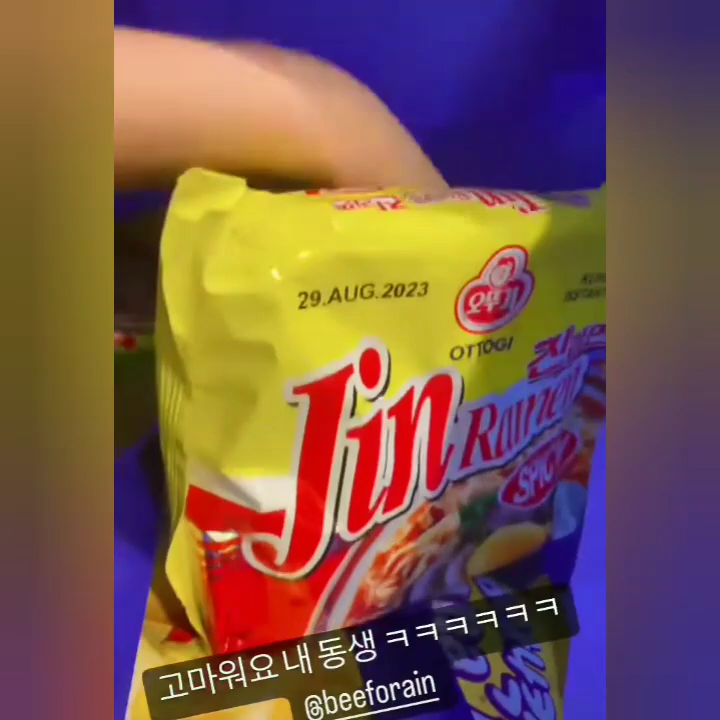 29.AUG.2023
오뚜기
OTTOGI
진라면
Jin Ramen
SPICY
고마워요 내 동생 ㅋㅋㅋㅋㅋㅋ
@beeforain